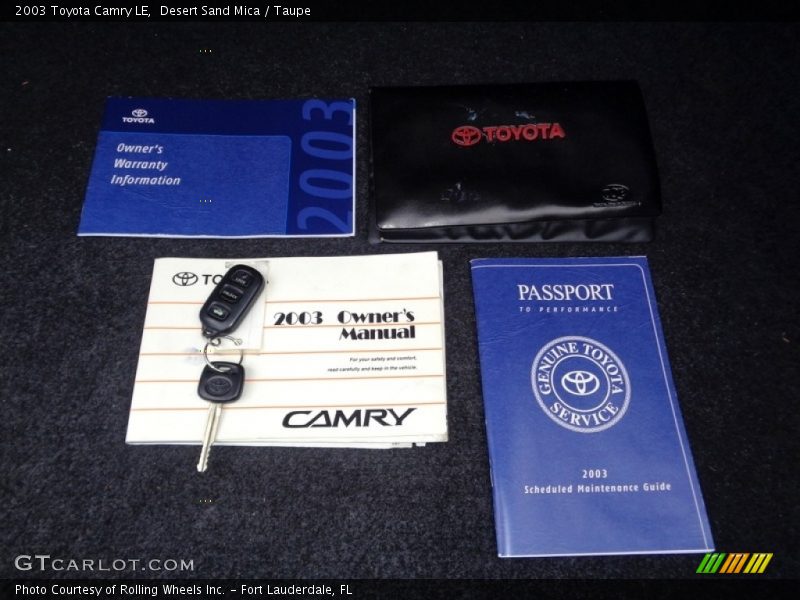 2003 Toyota Camry LE,  Desert Sand Mica / Taupe
TOYOTA
Owner's
Warranty
Information
2003
TOYOTA
TO
2003 Owner's
Manual
For your safety and comfort,
read carefully and keep in the vehicle.
CAMRY
PASSPORT
TO PERFORMANCE
GENUINE TOYOTA
SERVICE
2003
Scheduled Maintenance Guide
GTCARLOT.COM
Photo Courtesy of Rolling Wheels Inc. – Fort Lauderdale, FL